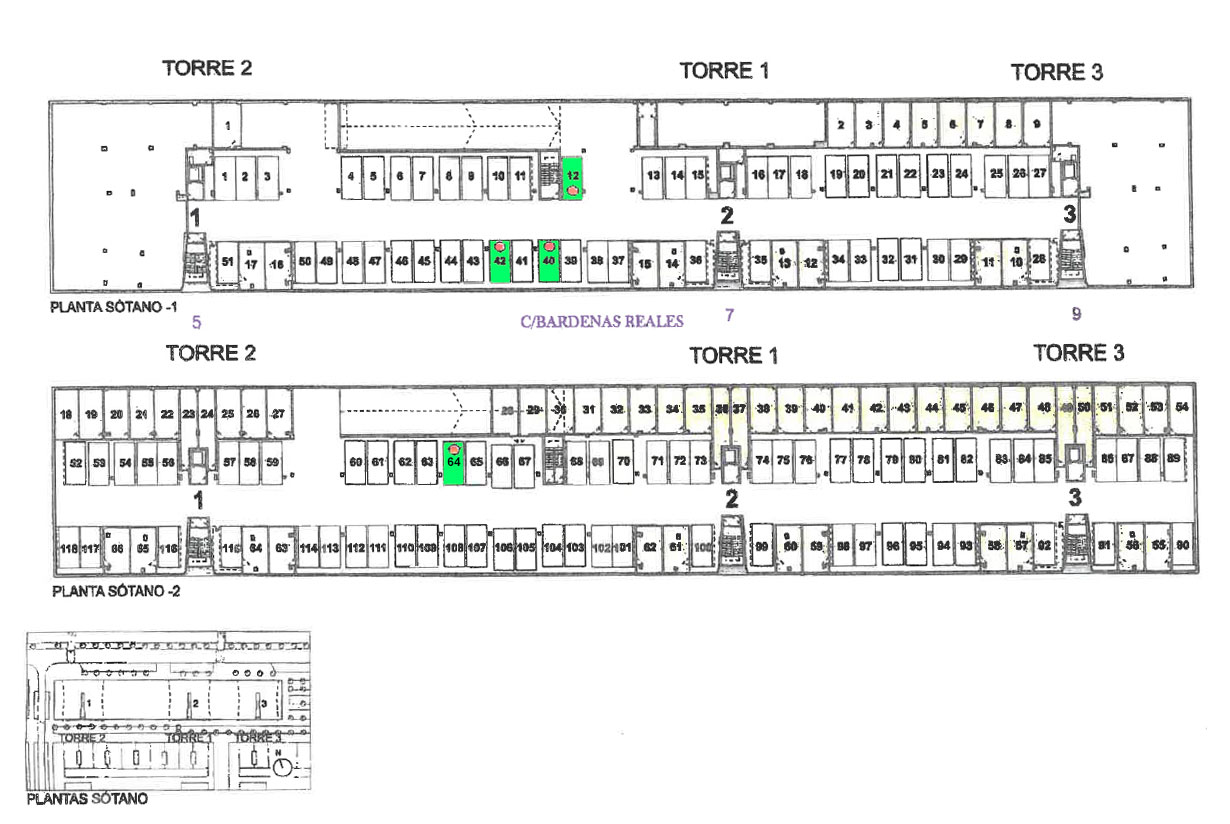 TORRE 2 TORRE 1 TORRE 3
1 2 3 4 5 6 7 8 9
1 2 3 4 5 6 7 8 9 10 11 12 13 14 15 16 17 18 19 20 21 22 23 24 25 26 27
1 2 3
51 17 16 50 49 48 47 46 45 44 43 42 41 40 39 38 37 15 14 36 35 13 12 34 33 32 31 30 29 11 10 28
PLANTA SÓTANO -1
5 C/BARDENAS REALES 7 9
TORRE 2 TORRE 1 TORRE 3
18 19 20 21 22 23 24 25 26 27 28 29 30 31 32 33 34 35 36 37 38 39 40 41 42 43 44 45 46 47 48 49 50 51 52 53 54
52 53 54 55 56 57 58 59 60 61 62 63 64 65 66 67 68 69 70 71 72 73 74 75 76 77 78 79 80 81 82 83 84 85 86 87 88 89
1 2 3
118 117 66 65 116 115 64 63 114 113 112 111 110 109 108 107 106 105 104 103 102 101 62 61 100 99 60 59 98 97 96 95 94 93 58 57 92 91 56 55 90
PLANTA SÓTANO -2
1 2 3
TORRE 2 TORRE 1 TORRE 3
N
PLANTAS SÓTANO